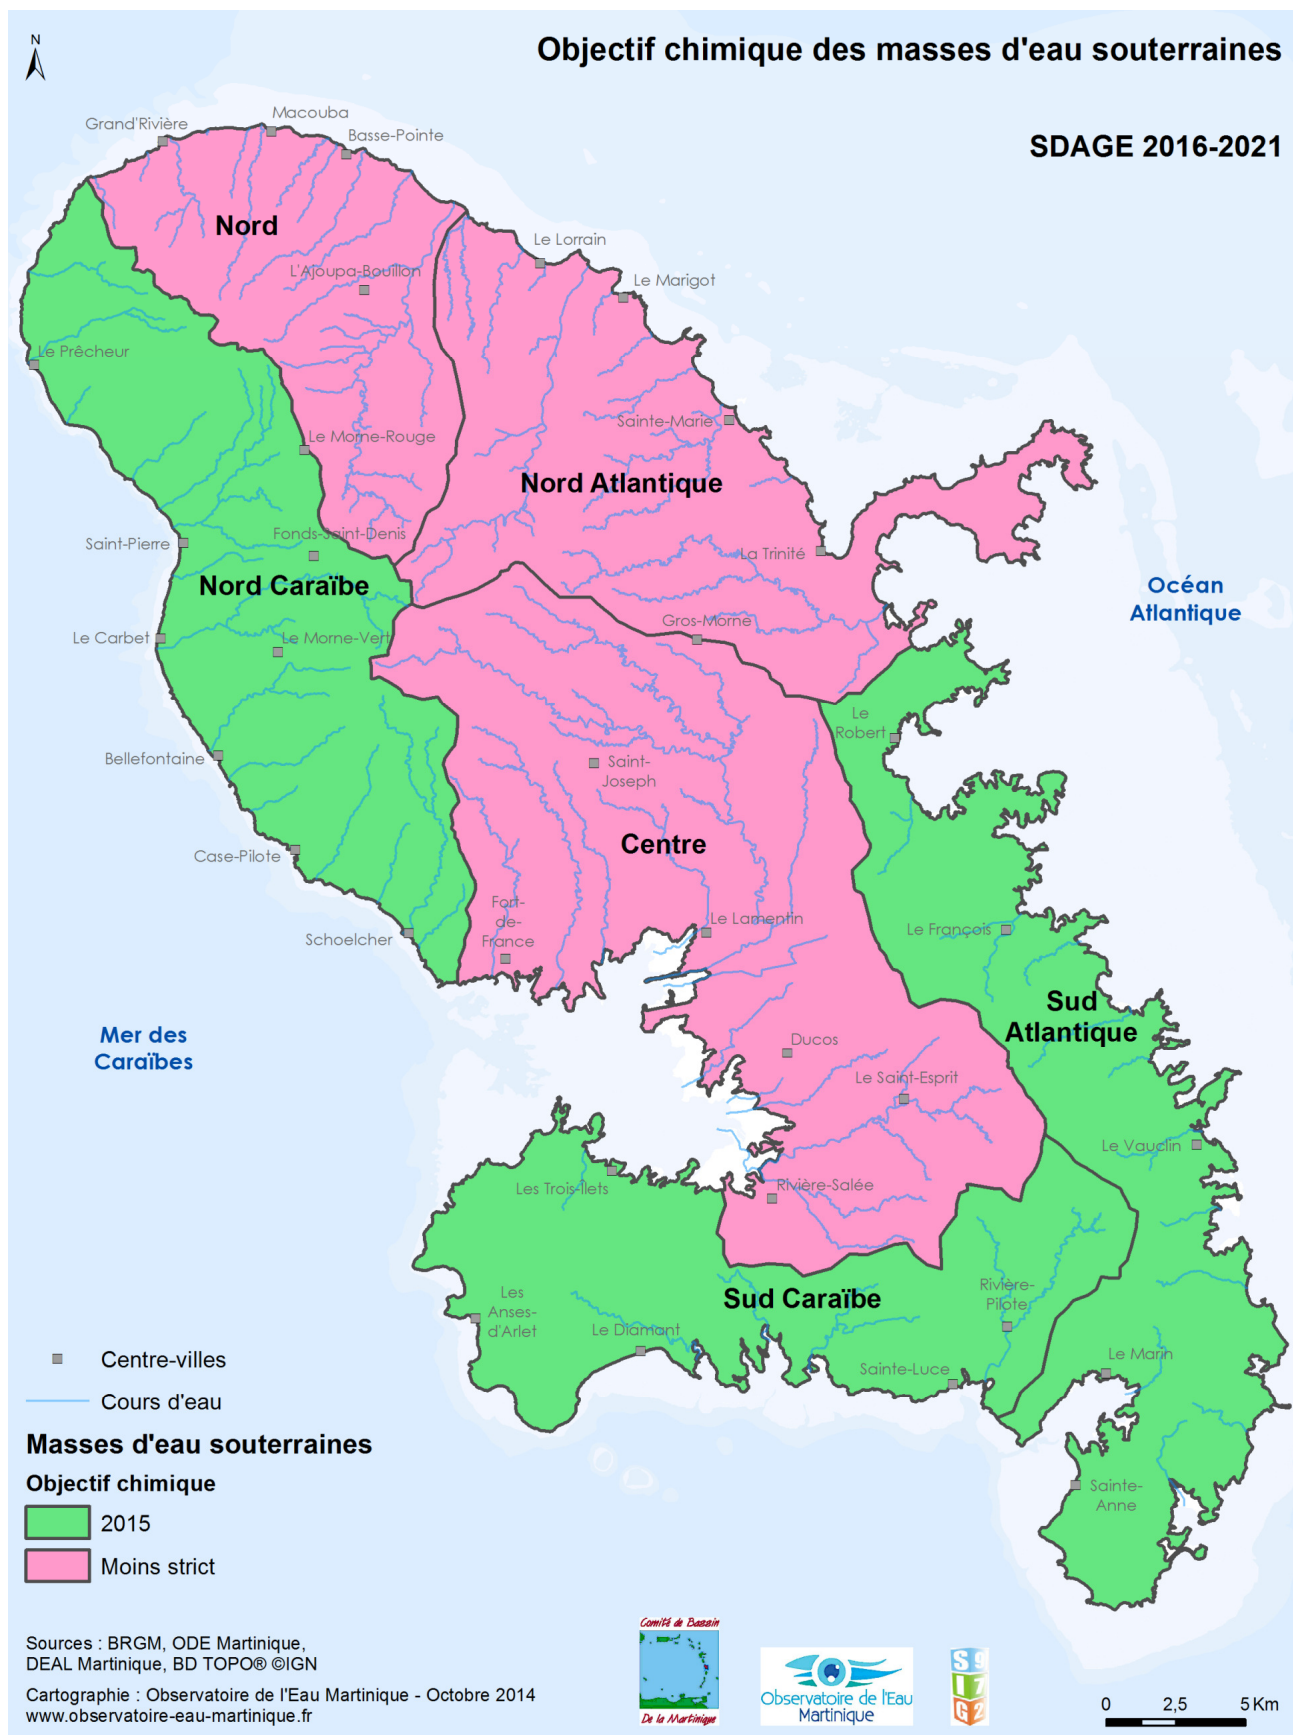 N
Objectif chimique des masses d'eau souterraines
SDAGE 2016-2021
Macouba
Grand'Rivière
Basse-Pointe
Nord
Le Lorrain
L'Ajoupa-Bouillon
Le Marigot
Le Prêcheur
Sainte-Marie
Le Morne-Rouge
Nord Atlantique
Fonds-Saint-Denis
Saint-Pierre
La Trinité
Nord Caraïbe
Océan
Atlantique
Gros-Morne
Le Carbet
Le Morne-Vert
Le
Robert
Bellefontaine
Saint-
Joseph
Centre
Case-Pilote
Fort-
de-
France
Le Lamentin
Le François
Schoelcher
Sud
Atlantique
Mer des
Caraïbes
Ducos
Le Saint-Esprit
Le Vauclin
Les Trois-Îlets
Rivière-Salée
Sud Caraïbe
Rivière-
Pilote
Les
Anses-
d'Arlet
Le Diamant
Le Marin
Sainte-Luce
Sainte-
Anne
Centre-villes
Cours d'eau
Masses d'eau souterraines
Objectif chimique
2015
Moins strict
Sources : BRGM, ODE Martinique,
DEAL Martinique, BD TOPO® ©IGN
Cartographie : Observatoire de l'Eau Martinique - Octobre 2014
www.observatoire-eau-martinique.fr
Comité de Bassin
De la Martinique
Observatoire de l'Eau
Martinique
S 9
I 7
G 2
0 2,5 5 Km